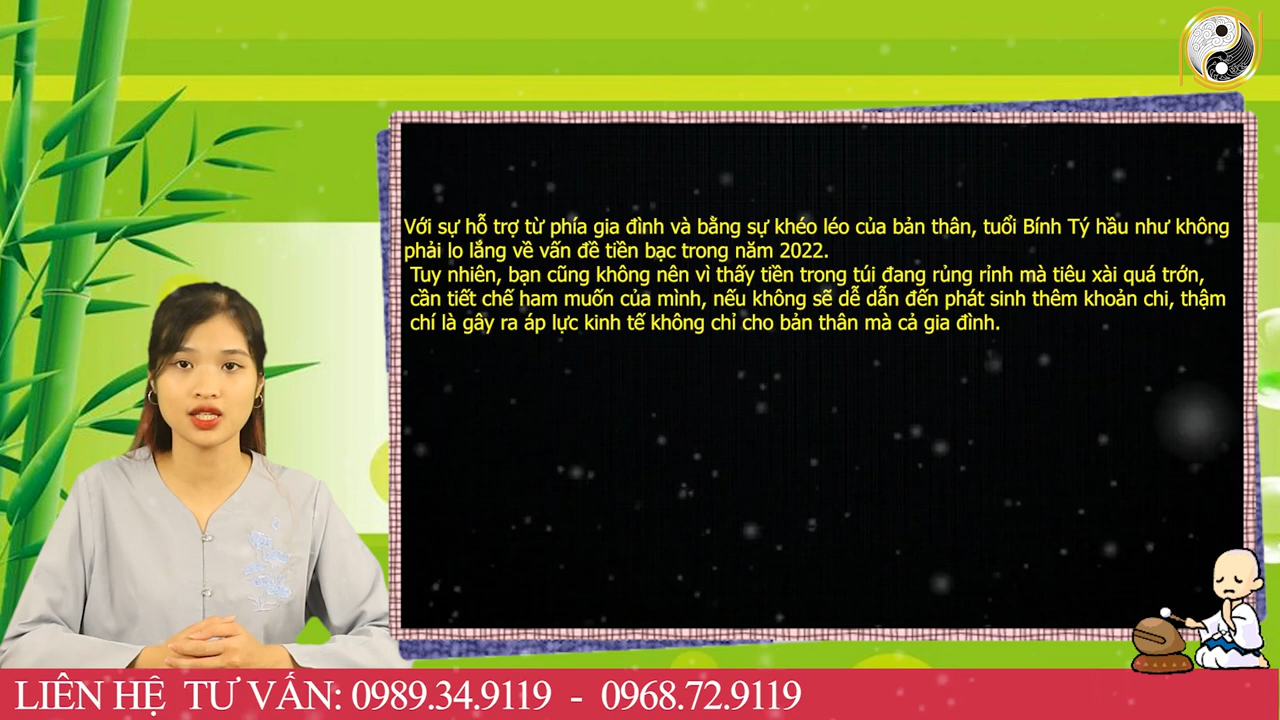 Với sự hỗ trợ từ phía gia đình và bằng sự khéo léo của bản thân, tuổi Bính Tý hầu như không
phải lo lắng về vấn đề tiền bạc trong năm 2022.
Tuy nhiên, bạn cũng không nên vì thấy tiền trong túi đang rủng rỉnh mà tiêu xài quá trớn,
cần tiết chế ham muốn của mình, nếu không sẽ dễ dẫn đến phát sinh thêm khoản chi, thậm
chí là gây ra áp lực kinh tế không chỉ cho bản thân mà cả gia đình.
LIÊN HỆ TƯ VẤN: 0989.34.9119 - 0968.72.9119